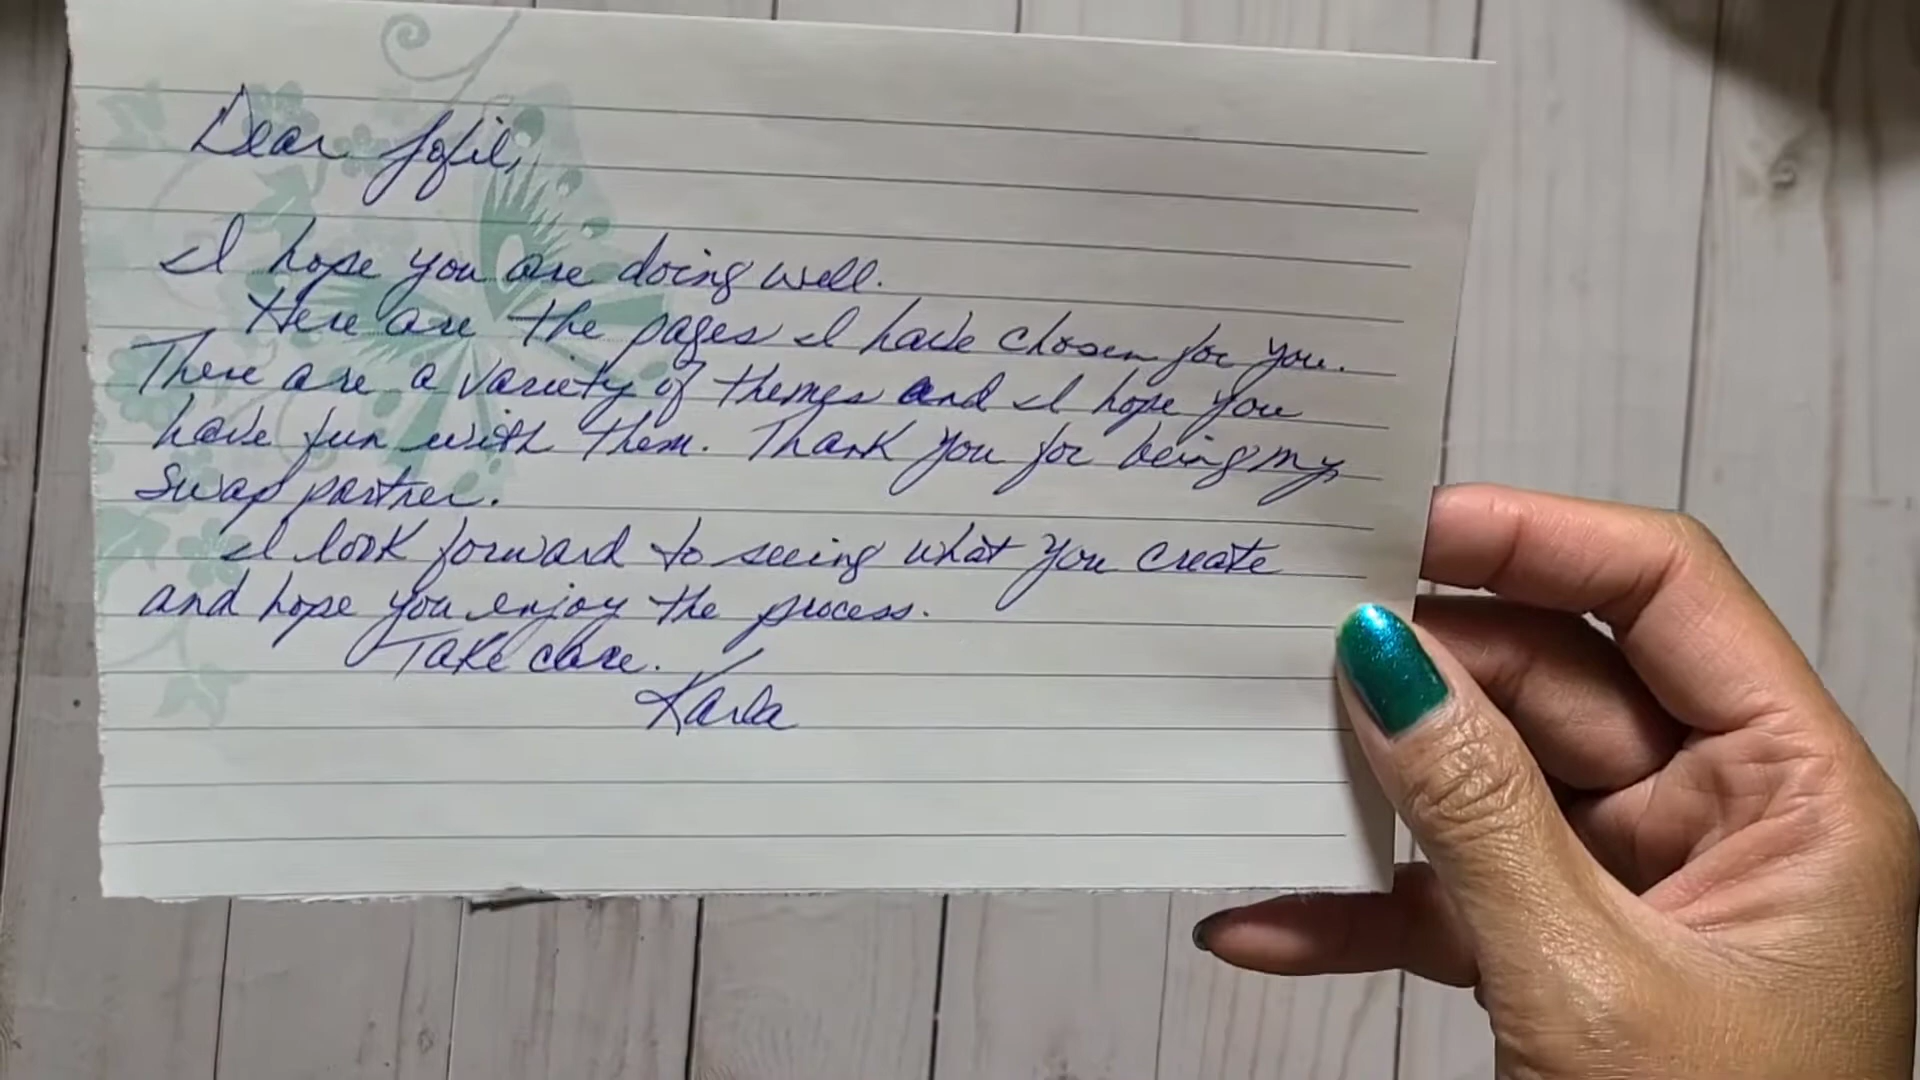 Dear Jofil,
I hope you are doing well.
Here are the pages I have chosen for you.
There are a variety of themes and I hope you
have fun with them. Thank you for being my
swap partner.
I look forward to seeing what you create
and hope you enjoy the process.
Take care.
Karla